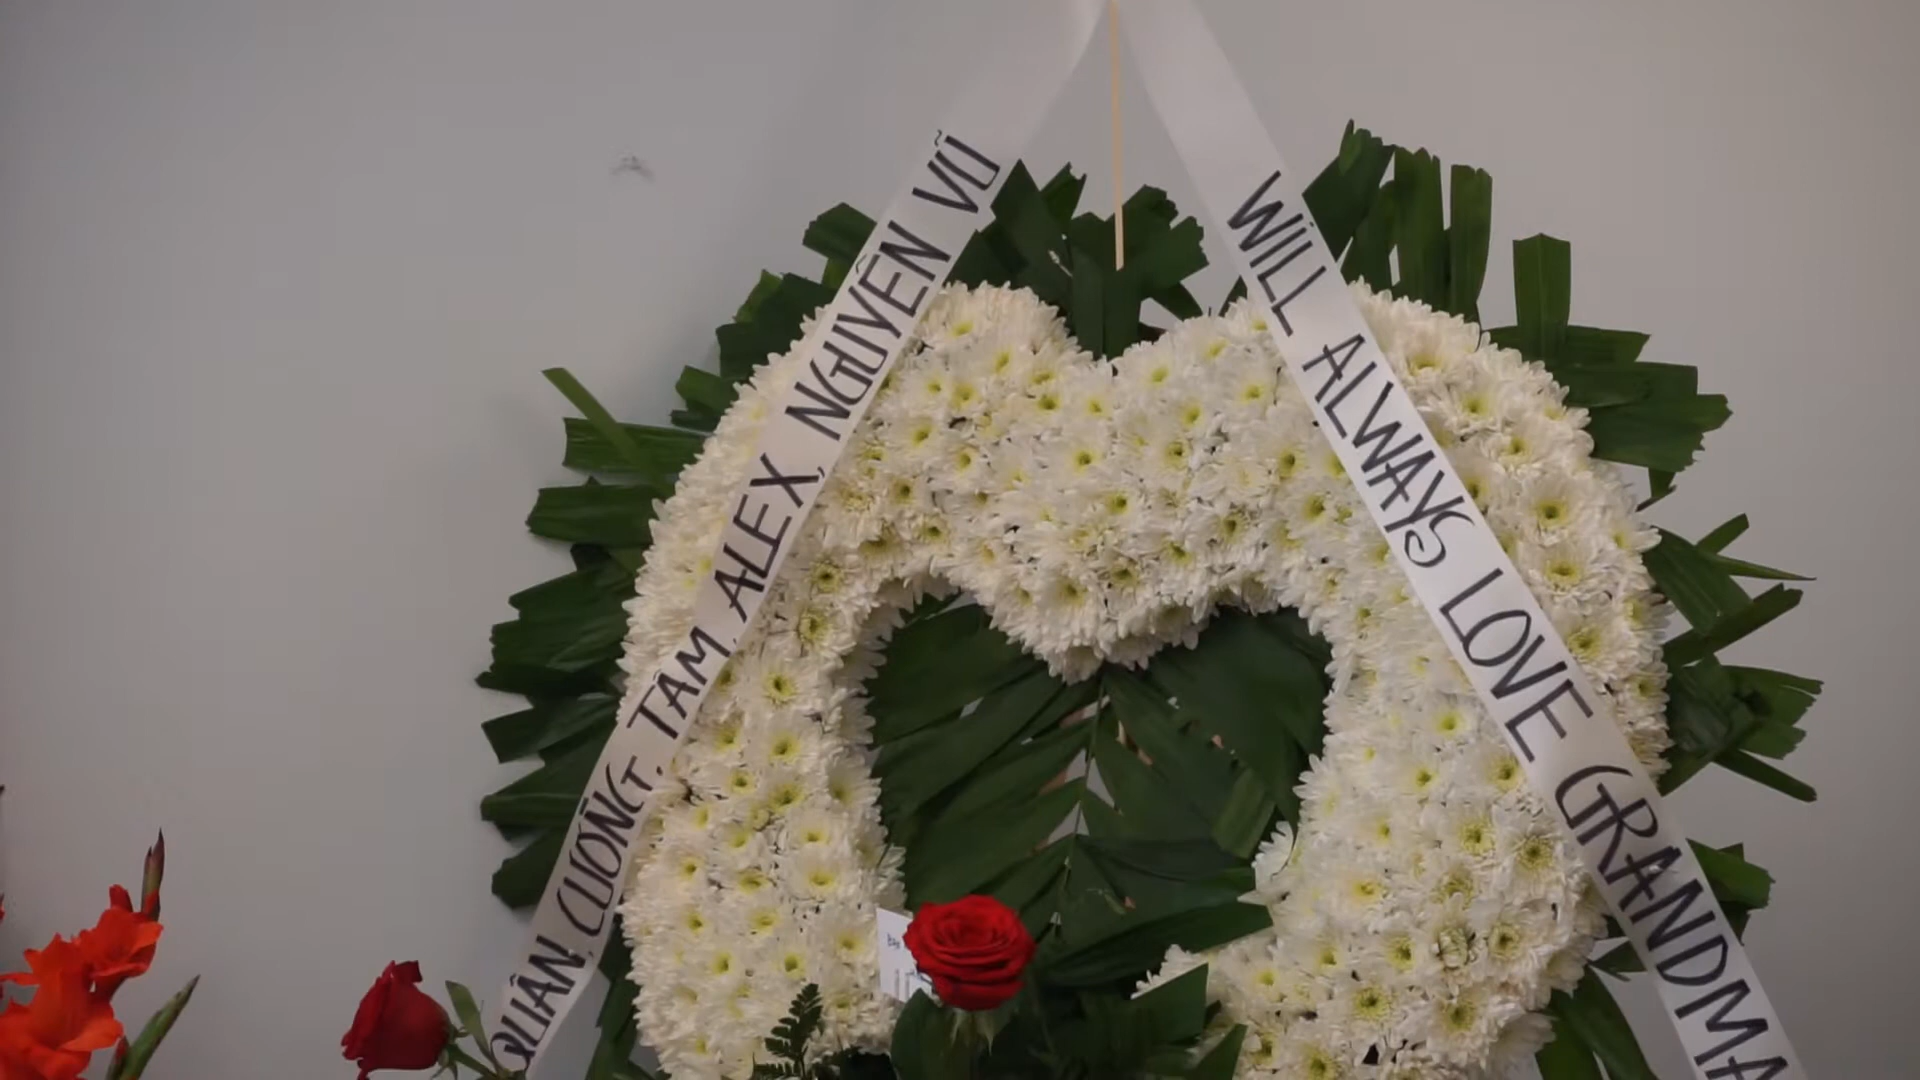 QUÂN, CƯỜNG, TÂM, ALEX, NGUYÊN VŨ
WILL ALWAYS LOVE GRANDMA